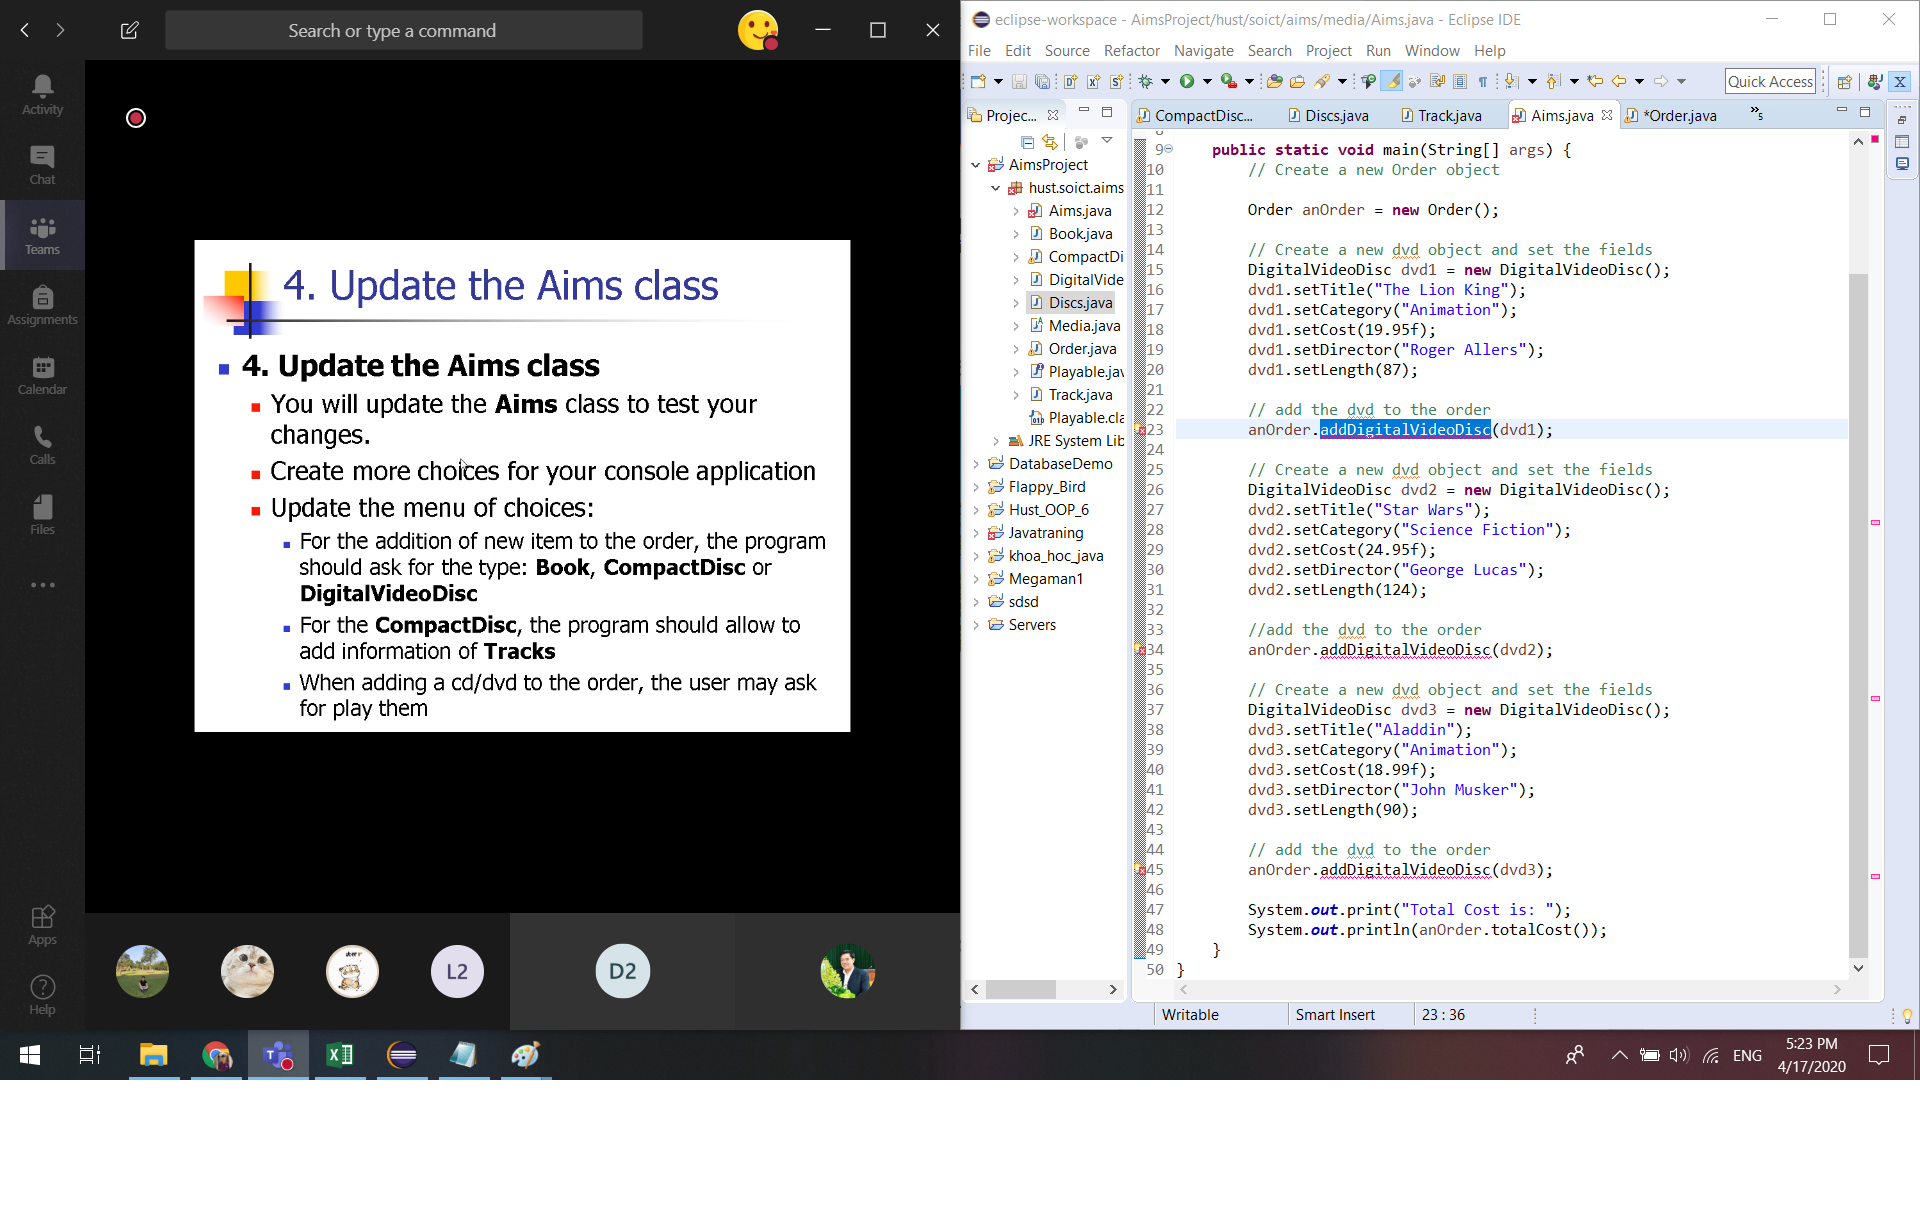 Search or type a command
Activity
Chat
Teams
Assignments
Calendar
Calls
Files
Apps
Help
4. Update the Aims class
4. Update the Aims class
You will update the Aims class to test your
changes.
Create more choices for your console application
Update the menu of choices:
For the addition of new item to the order, the program
should ask for the type: Book, CompactDisc or
DigitalVideoDisc
For the CompactDisc, the program should allow to
add information of Tracks
When adding a cd/dvd to the order, the user may ask
for play them
L2
D2
eclipse-workspace - AimsProject/hust/soict/aims/media/Aims.java - Eclipse IDE
File Edit Source Refactor Navigate Search Project Run Window Help
Quick Access
Projec...
CompactDisc... Discs.java Track.java Aims.java *Order.java »5
AimsProject
hust.soict.aims
Aims.java
Book.java
CompactDi
DigitalVide
Discs.java
Media.java
Order.java
Playable.jav
Track.java
Playable.cla
JRE System Lib
DatabaseDemo
Flappy_Bird
Hust_OOP_6
Javatraning
khoa_hoc_java
Megaman1
sdsd
Servers
9 public static void main(String[] args) {
10 // Create a new Order object
11
12 Order anOrder = new Order();
13
14 // Create a new dvd object and set the fields
15 DigitalVideoDisc dvd1 = new DigitalVideoDisc();
16 dvd1.setTitle("The Lion King");
17 dvd1.setCategory("Animation");
18 dvd1.setCost(19.95f);
19 dvd1.setDirector("Roger Allers");
20 dvd1.setLength(87);
21
22 // add the dvd to the order
23 anOrder.addDigitalVideoDisc(dvd1);
24
25 // Create a new dvd object and set the fields
26 DigitalVideoDisc dvd2 = new DigitalVideoDisc();
27 dvd2.setTitle("Star Wars");
28 dvd2.setCategory("Science Fiction");
29 dvd2.setCost(24.95f);
30 dvd2.setDirector("George Lucas");
31 dvd2.setLength(124);
32
33 //add the dvd to the order
34 anOrder.addDigitalVideoDisc(dvd2);
35
36 // Create a new dvd object and set the fields
37 DigitalVideoDisc dvd3 = new DigitalVideoDisc();
38 dvd3.setTitle("Aladdin");
39 dvd3.setCategory("Animation");
40 dvd3.setCost(18.99f);
41 dvd3.setDirector("John Musker");
42 dvd3.setLength(90);
43
44 // add the dvd to the order
45 anOrder.addDigitalVideoDisc(dvd3);
46
47 System.out.print("Total Cost is: ");
48 System.out.println(anOrder.totalCost());
49 }
50 }
Writable Smart Insert 23 : 36
ENG
5:23 PM
4/17/2020